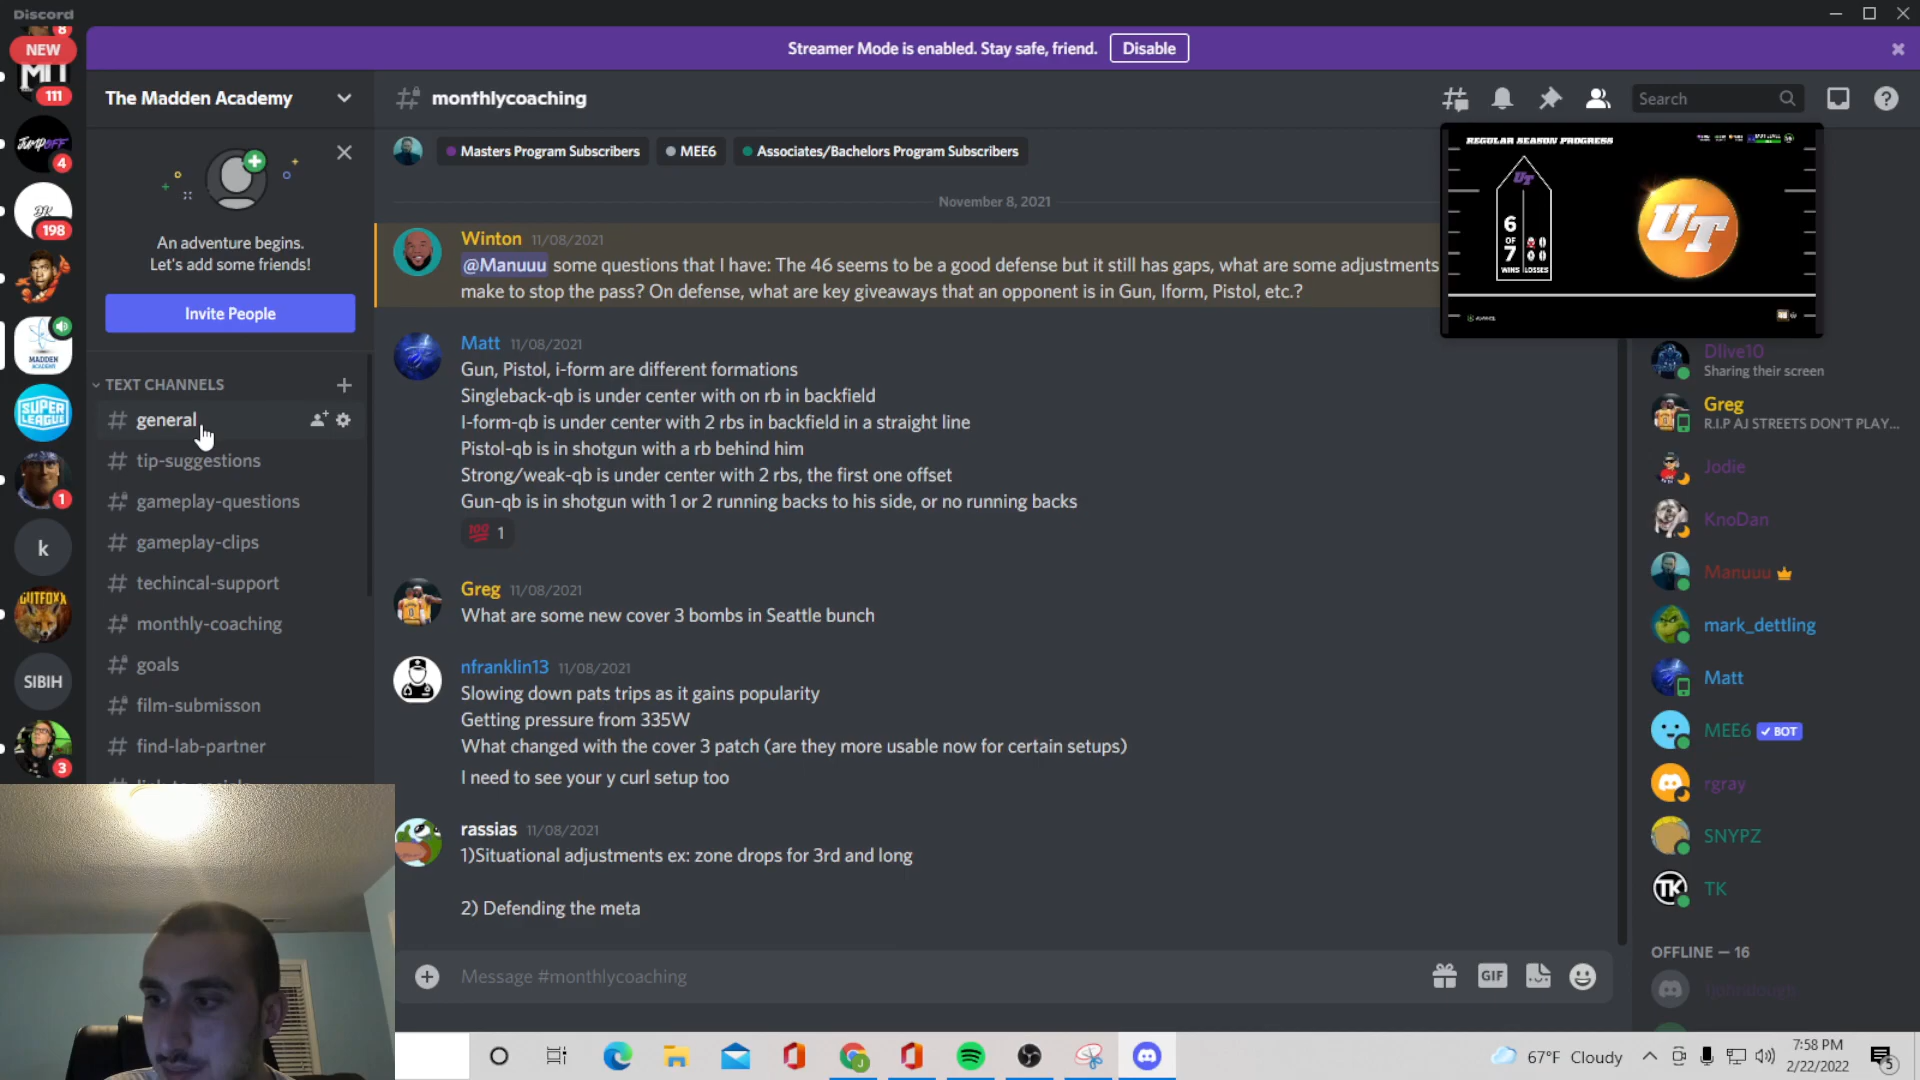 Discord
Streamer Mode is enabled. Stay safe, friend.
Disable
8
NEW
111
4
198
MADDEN
ACADEMY
SUPER
LEAGUE
1
k
GUTFOXX
SIBIH
3
The Madden Academy
An adventure begins.
Let's add some friends!
Invite People
TEXT CHANNELS
general
tip-suggestions
gameplay-questions
gameplay-clips
techincal-support
monthly-coaching
goals
film-submisson
find-lab-partner
monthlycoaching
Search
Masters Program Subscribers
MEE6
Associates/Bachelors Program Subscribers
November 8, 2021
Winton 11/08/2021
@Manuuu some questions that I have: The 46 seems to be a good defense but it still has gaps, what are some adjustments
make to stop the pass? On defense, what are key giveaways that an opponent is in Gun, Iform, Pistol, etc.?
Matt 11/08/2021
Gun, Pistol, i-form are different formations
Singleback-qb is under center with on rb in backfield
I-form-qb is under center with 2 rbs in backfield in a straight line
Pistol-qb is in shotgun with a rb behind him
Strong/weak-qb is under center with 2 rbs, the first one offset
Gun-qb is in shotgun with 1 or 2 running backs to his side, or no running backs
100 1
Greg 11/08/2021
What are some new cover 3 bombs in Seattle bunch
nfranklin13 11/08/2021
Slowing down pats trips as it gains popularity
Getting pressure from 335W
What changed with the cover 3 patch (are they more usable now for certain setups)
I need to see your y curl setup too
rassias 11/08/2021
1)Situational adjustments ex: zone drops for 3rd and long
2) Defending the meta
Message #monthlycoaching
GIF
REGULAR SEASON PROGRESS
UT
6
OF
7
WINS
LOSSES
UT
Dlive10
Sharing their screen
Greg
R.I.P AJ STREETS DON'T PLAY...
Jodie
KnoDan
Manuuu
mark_dettling
Matt
MEE6 BOT
rgray
SNYPZ
TK
TK
OFFLINE — 16
67°F Cloudy
7:58 PM
2/22/2022
5